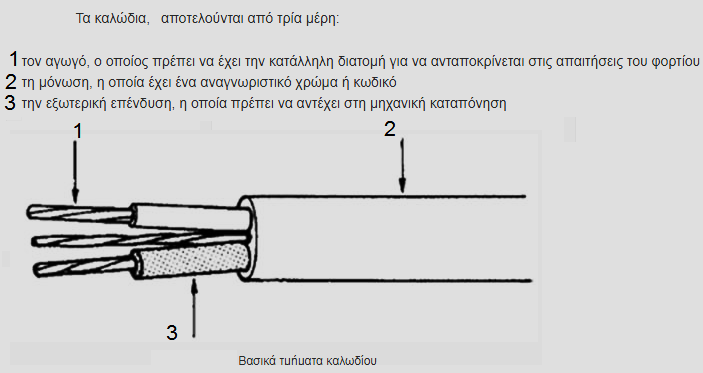 Τα καλώδια, αποτελούνται από τρία μέρη:
1 τον αγωγό, ο οποίος πρέπει να έχει την κατάλληλη διατομή για να ανταποκρίνεται στις απαιτήσεις του φορτίου
2 τη μόνωση, η οποία έχει ένα αναγνωριστικό χρώμα ή κωδικό
3 την εξωτερική επένδυση, η οποία πρέπει να αντέχει στη μηχανική καταπόνηση
1 2
3
Βασικά τμήματα καλωδίου